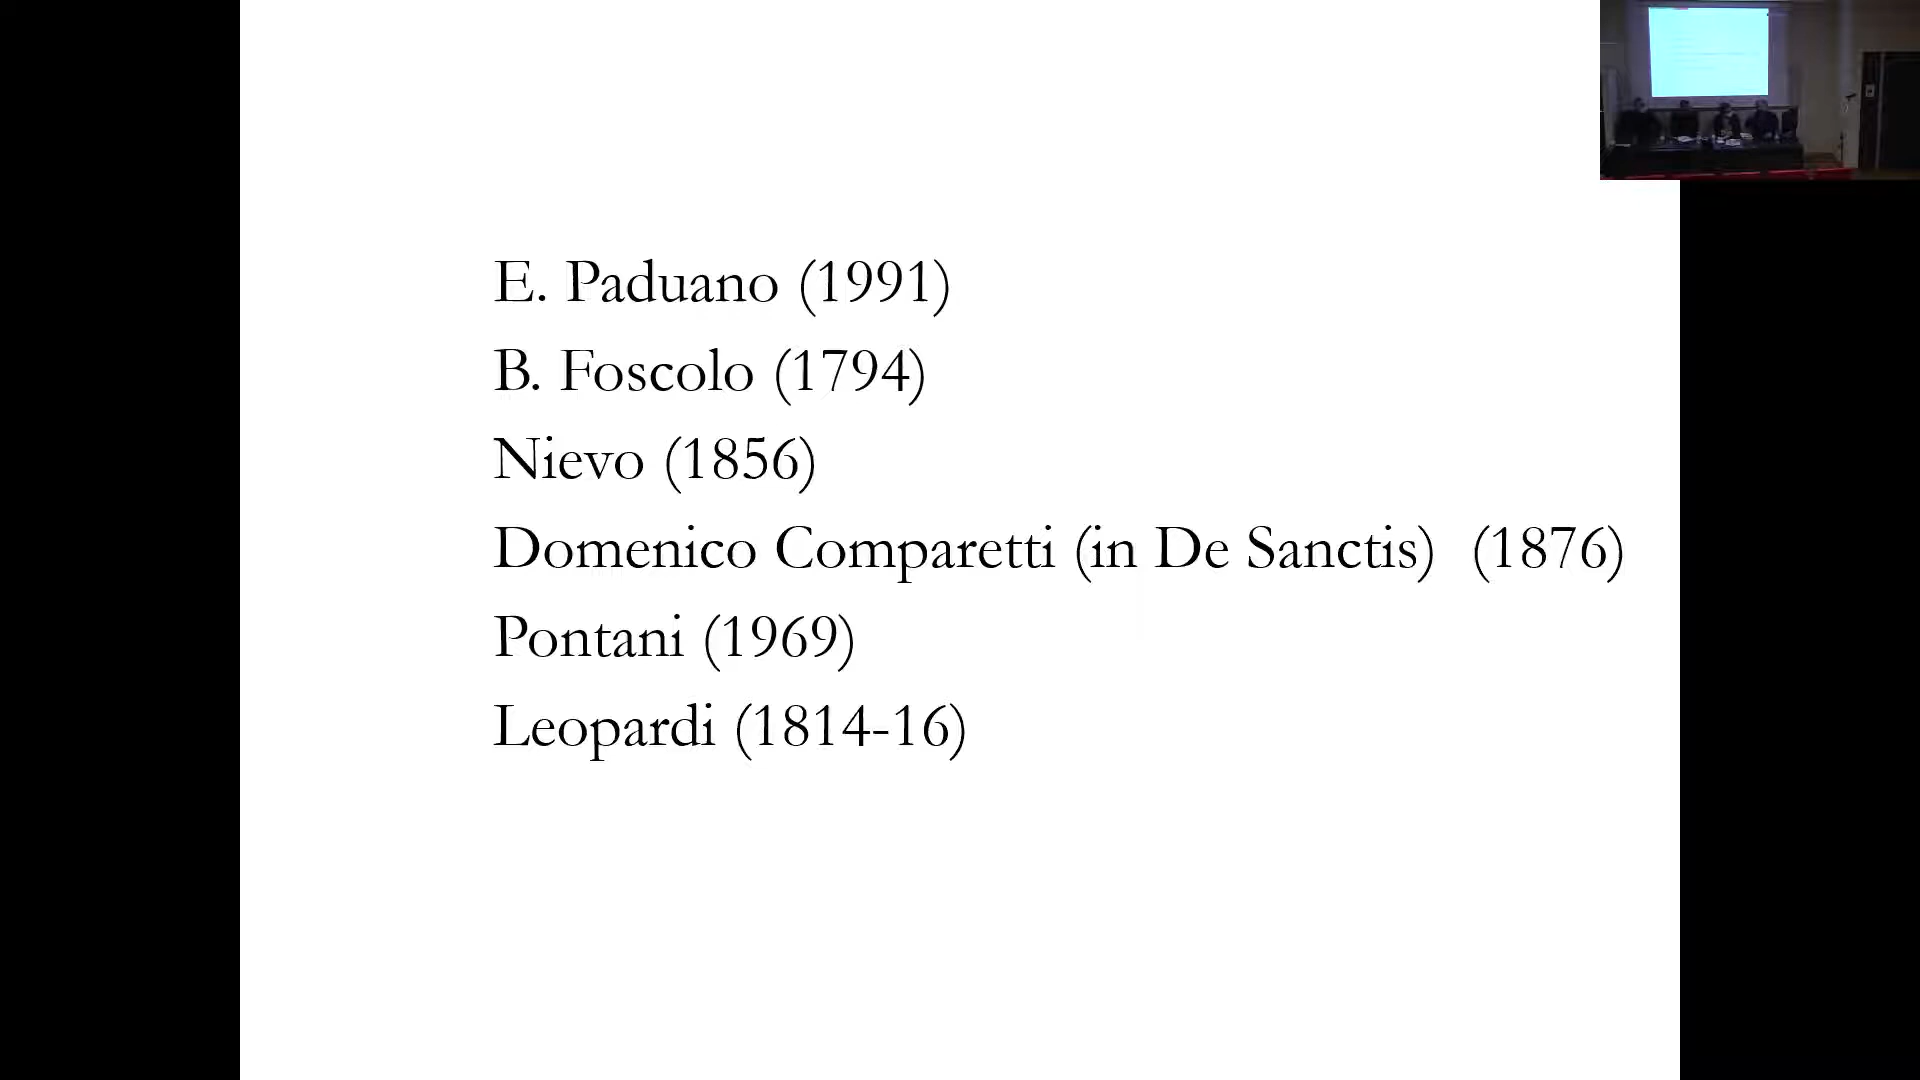 E. Paduano (1991)
B. Foscolo (1794)
Nievo (1856)
Domenico Comparetti (in De Sanctis) (1876)
Pontani (1969)
Leopardi (1814-16)